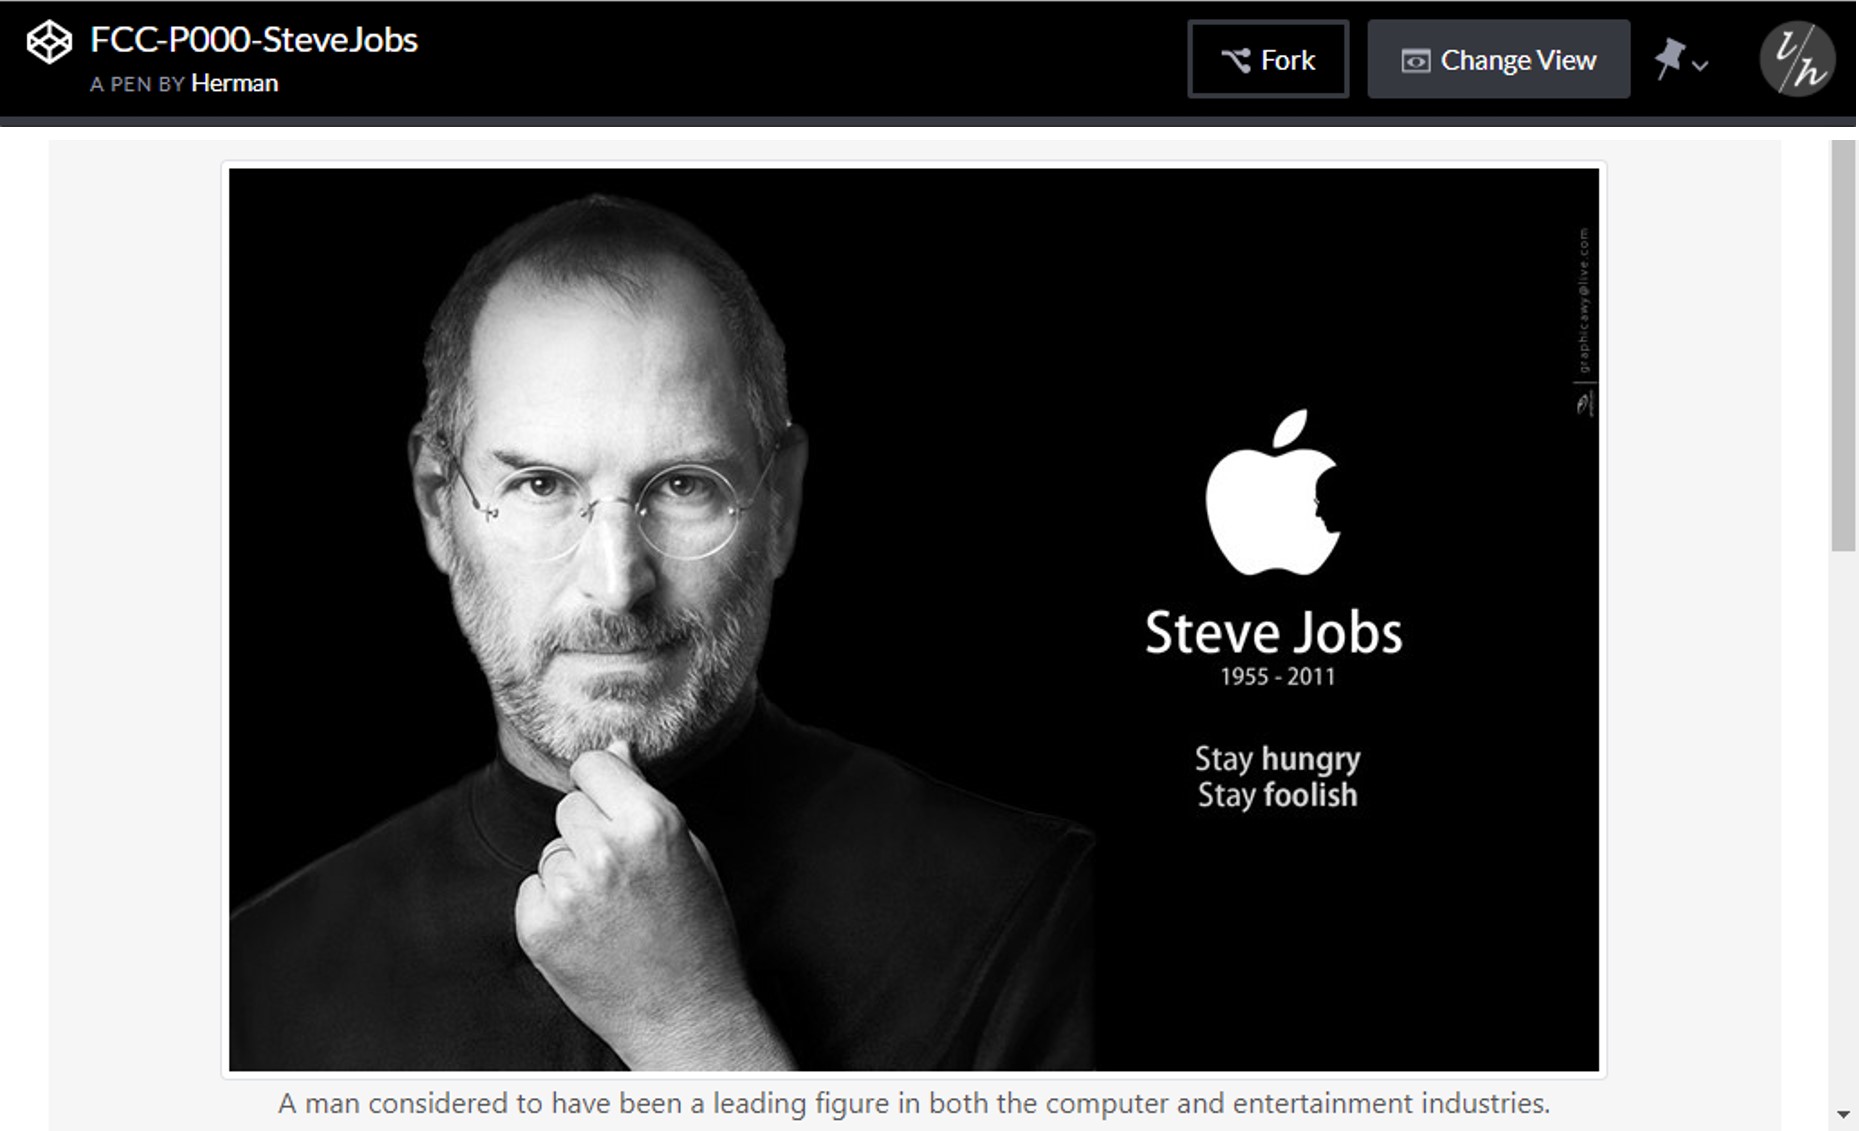 FCC-P000-SteveJobs
A PEN BY Herman
Fork
Change View
l/h
graphicawy@live.com
Steve Jobs
1955 - 2011
Stay hungry
Stay foolish
A man considered to have been a leading figure in both the computer and entertainment industries.